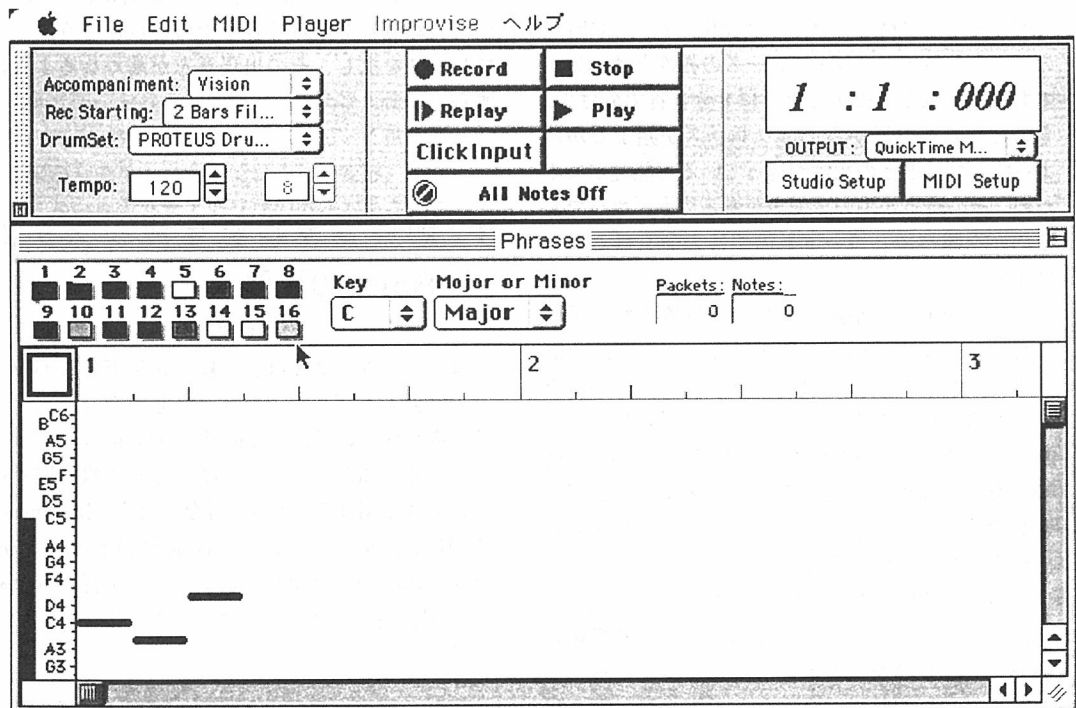 File Edit MIDI Player Improvise ヘルプ
Accompaniment: Vision
Rec Starting: 2 Bars Fil...
DrumSet: PROTEUS Dru...
Tempo: 120 8
Record Stop
Replay Play
ClickInput
All Notes Off
1 :1 :000
OUTPUT: QuickTime M...
Studio Setup MIDI Setup
Phrases
1 2 3 4 5 6 7 8
9 10 11 12 13 14 15 16
Key Mojor or Minor
C Major
Packets: Notes:
0 0
1 2 3
C6
B
A5
G5
F
E5
D5
C5
A4
G4
F4
D4
C4
A3
G3